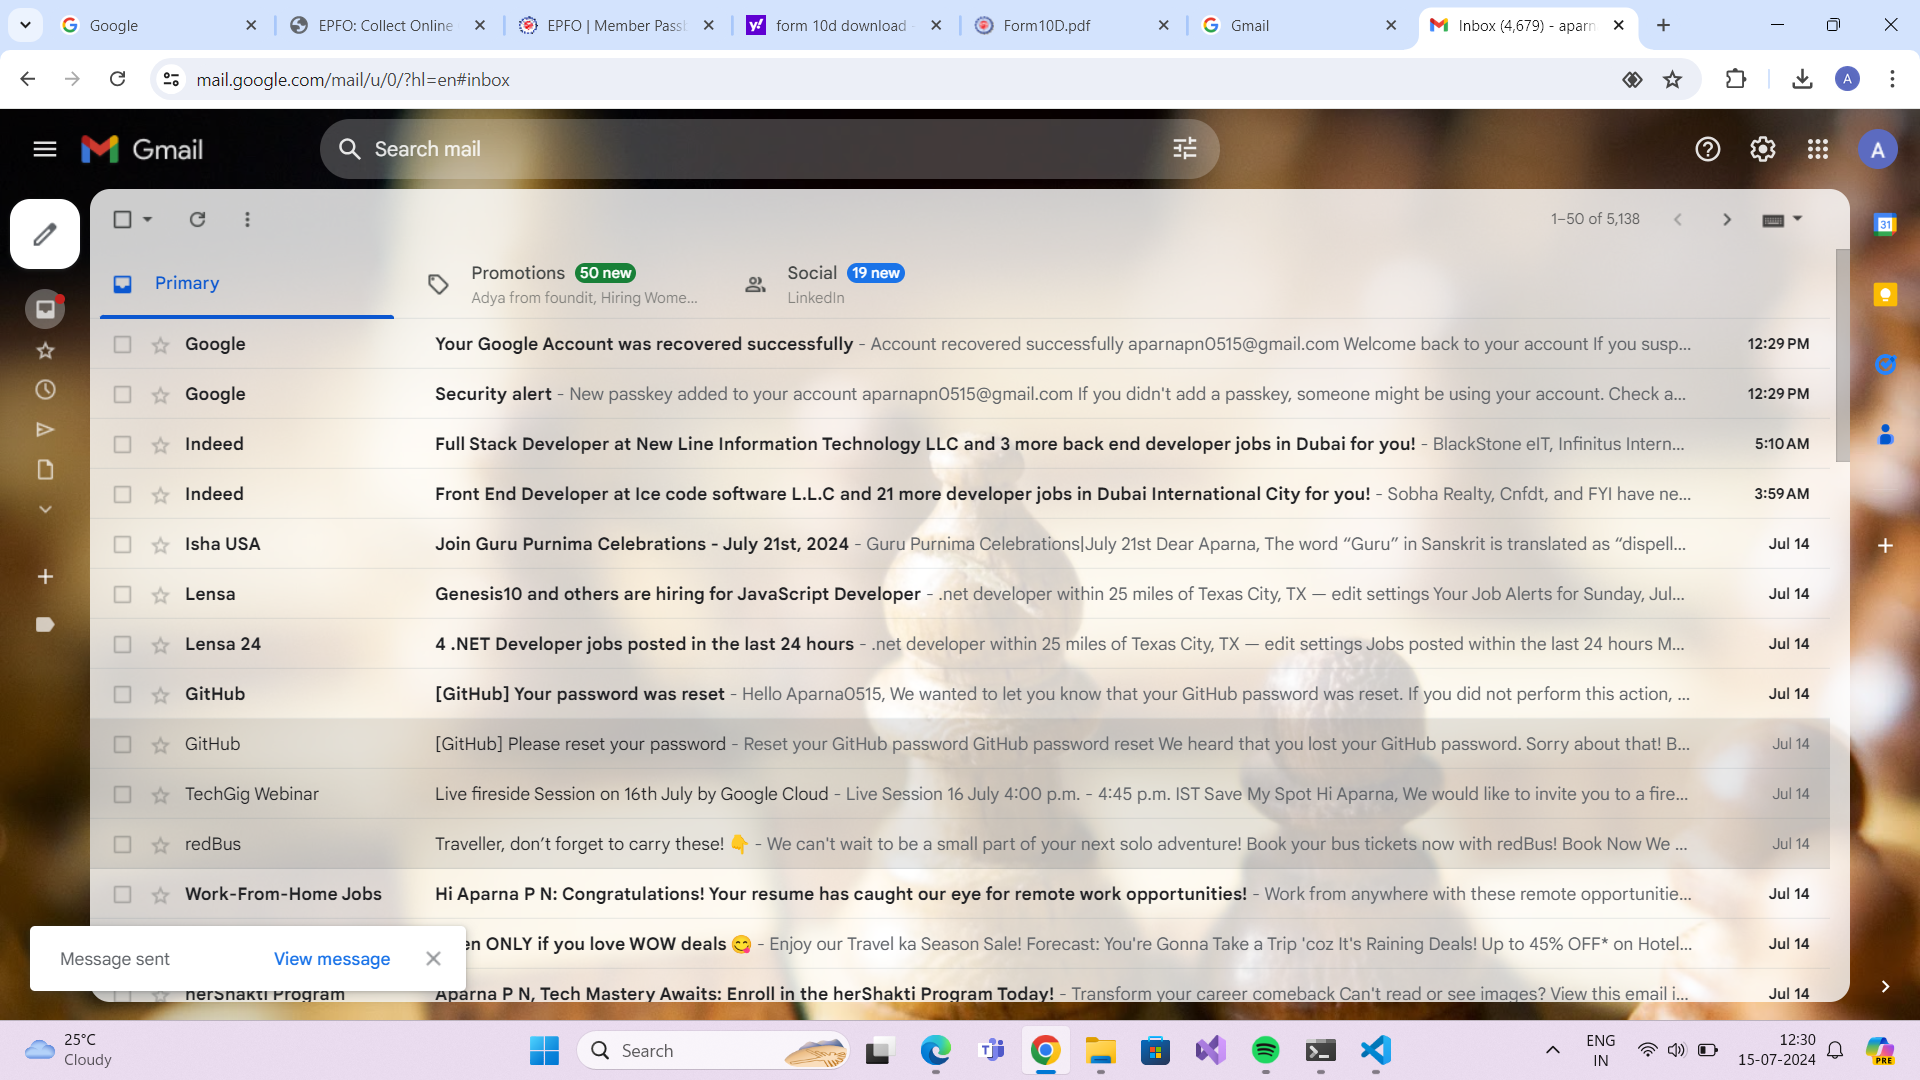 Google
EPFO: Collect Online
EPFO | Member Passb
form 10d download
Form10D.pdf
Gmail
Inbox (4,679) - aparn
mail.google.com/mail/u/0/?hl=en#inbox
A
Gmail
Search mail
A
1–50 of 5,138
31
Primary
Promotions 50 new
Adya from foundit, Hiring Wome...
Social 19 new
LinkedIn
Google Your Google Account was recovered successfully - Account recovered successfully aparnapn0515@gmail.com Welcome back to your account If you susp... 12:29 PM
Google Security alert - New passkey added to your account aparnapn0515@gmail.com If you didn't add a passkey, someone might be using your account. Check a... 12:29 PM
Indeed Full Stack Developer at New Line Information Technology LLC and 3 more back end developer jobs in Dubai for you! - BlackStone eIT, Infinitus Intern... 5:10 AM
Indeed Front End Developer at Ice code software L.L.C and 21 more developer jobs in Dubai International City for you! - Sobha Realty, Cnfdt, and FYI have ne... 3:59 AM
Isha USA Join Guru Purnima Celebrations - July 21st, 2024 - Guru Purnima Celebrations|July 21st Dear Aparna, The word “Guru” in Sanskrit is translated as “dispell... Jul 14
Lensa Genesis10 and others are hiring for JavaScript Developer - .net developer within 25 miles of Texas City, TX — edit settings Your Job Alerts for Sunday, Jul... Jul 14
Lensa 24 4 .NET Developer jobs posted in the last 24 hours - .net developer within 25 miles of Texas City, TX — edit settings Jobs posted within the last 24 hours M... Jul 14
GitHub [GitHub] Your password was reset - Hello Aparna0515, We wanted to let you know that your GitHub password was reset. If you did not perform this action, ... Jul 14
GitHub [GitHub] Please reset your password - Reset your GitHub password GitHub password reset We heard that you lost your GitHub password. Sorry about that! B... Jul 14
TechGig Webinar Live fireside Session on 16th July by Google Cloud - Live Session 16 July 4:00 p.m. - 4:45 p.m. IST Save My Spot Hi Aparna, We would like to invite you to a fire... Jul 14
redBus Traveller, don’t forget to carry these! 👇 - We can't wait to be a small part of your next solo adventure! Book your bus tickets now with redBus! Book Now We ... Jul 14
Work-From-Home Jobs Hi Aparna P N: Congratulations! Your resume has caught our eye for remote work opportunities! - Work from anywhere with these remote opportunitie... Jul 14
en ONLY if you love WOW deals 😋 - Enjoy our Travel ka Season Sale! Forecast: You're Gonna Take a Trip 'coz It's Raining Deals! Up to 45% OFF* on Hotel... Jul 14
Message sent View message
herShakti Program Aparna P N, Tech Mastery Awaits: Enroll in the herShakti Program Today! - Transform your career comeback Can't read or see images? View this email i... Jul 14
25°C
Cloudy
Search
ENG
IN
12:30
15-07-2024
PRE